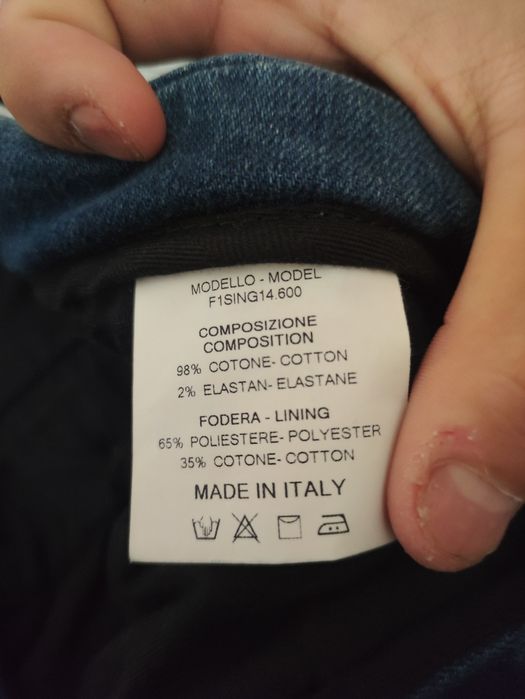 MODELLO - MODEL
F1SING14.600
COMPOSIZIONE
COMPOSITION
98% COTONE- COTTON
2% ELASTAN- ELASTANE
FODERA - LINING
65% POLIESTERE- POLYESTER
35% COTONE- COTTON
MADE IN ITALY